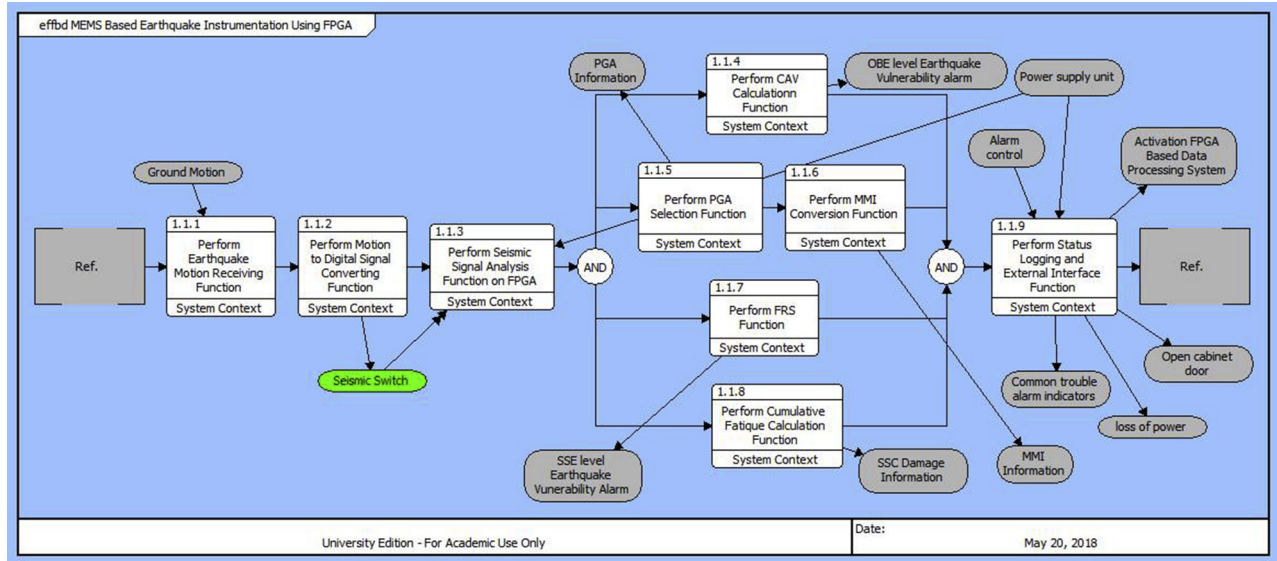 effbd MEMS Based Earthquake Instrumentation Using FPGA
PGA
Information
1.1.4
Perform CAV
Calculationn
Function
System Context
OBE level Earthquake
Vulnerability alarm
Power supply unit
Alarm
control
Activation FPGA
Based Data
Processing System
Ground Motion
Ref.
1.1.1
Perform
Earthquake
Motion Receiving
Function
System Context
1.1.2
Perform Motion
to Digital Signal
Converting
Function
System Context
1.1.3
Perform Seismic
Signal Analysis
Function on FPGA
System Context
AND
1.1.5
Perform PGA
Selection Function
System Context
1.1.6
Perform MMI
Conversion Function
System Context
AND
1.1.9
Perform Status
Logging and
External Interface
Function
System Context
Ref.
1.1.7
Perform FRS
Function
System Context
Seismic Switch
1.1.8
Perform Cumulative
Fatique Calculation
Function
System Context
Open cabinet
door
Common trouble
alarm indicators
loss of power
SSE level
Earthquake
Vunerability Alarm
SSC Damage
Information
MMI
Information
University Edition - For Academic Use Only
Date:
May 20, 2018